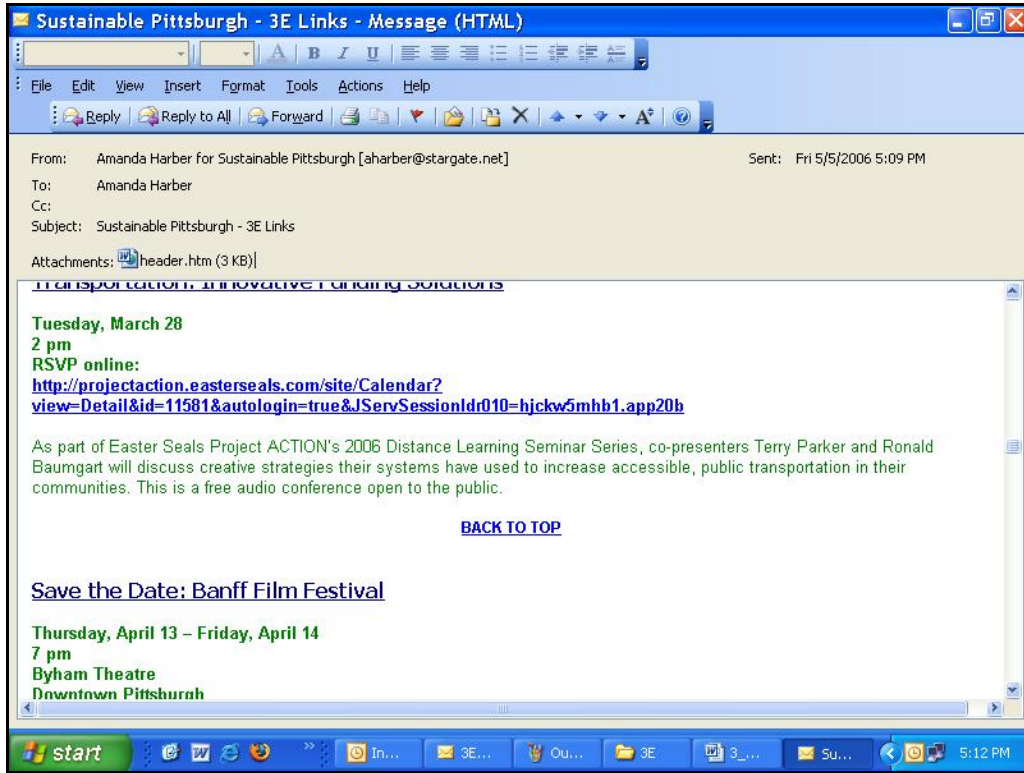 Sustainable Pittsburgh - 3E Links - Message (HTML)
A B I U
File Edit View Insert Format Tools Actions Help
Reply Reply to All Forward
From: Amanda Harber for Sustainable Pittsburgh [aharber@stargate.net] Sent: Fri 5/5/2006 5:09 PM
To: Amanda Harber
Cc:
Subject: Sustainable Pittsburgh - 3E Links
Attachments: header.htm (3 KB)
Transportation: Innovative Funding Solutions
Tuesday, March 28
2 pm
RSVP online:
http://projectaction.easterseals.com/site/Calendar?
view=Detail&id=11581&autologin=true&JServSessionIdr010=hjckw5mhb1.app20b
As part of Easter Seals Project ACTION's 2006 Distance Learning Seminar Series, co-presenters Terry Parker and Ronald
Baumgart will discuss creative strategies their systems have used to increase accessible, public transportation in their
communities. This is a free audio conference open to the public.
BACK TO TOP
Save the Date: Banff Film Festival
Thursday, April 13 – Friday, April 14
7 pm
Byham Theatre
Downtown Pittsburgh
start In... 3E... Ou... 3E 3_... Su... 5:12 PM